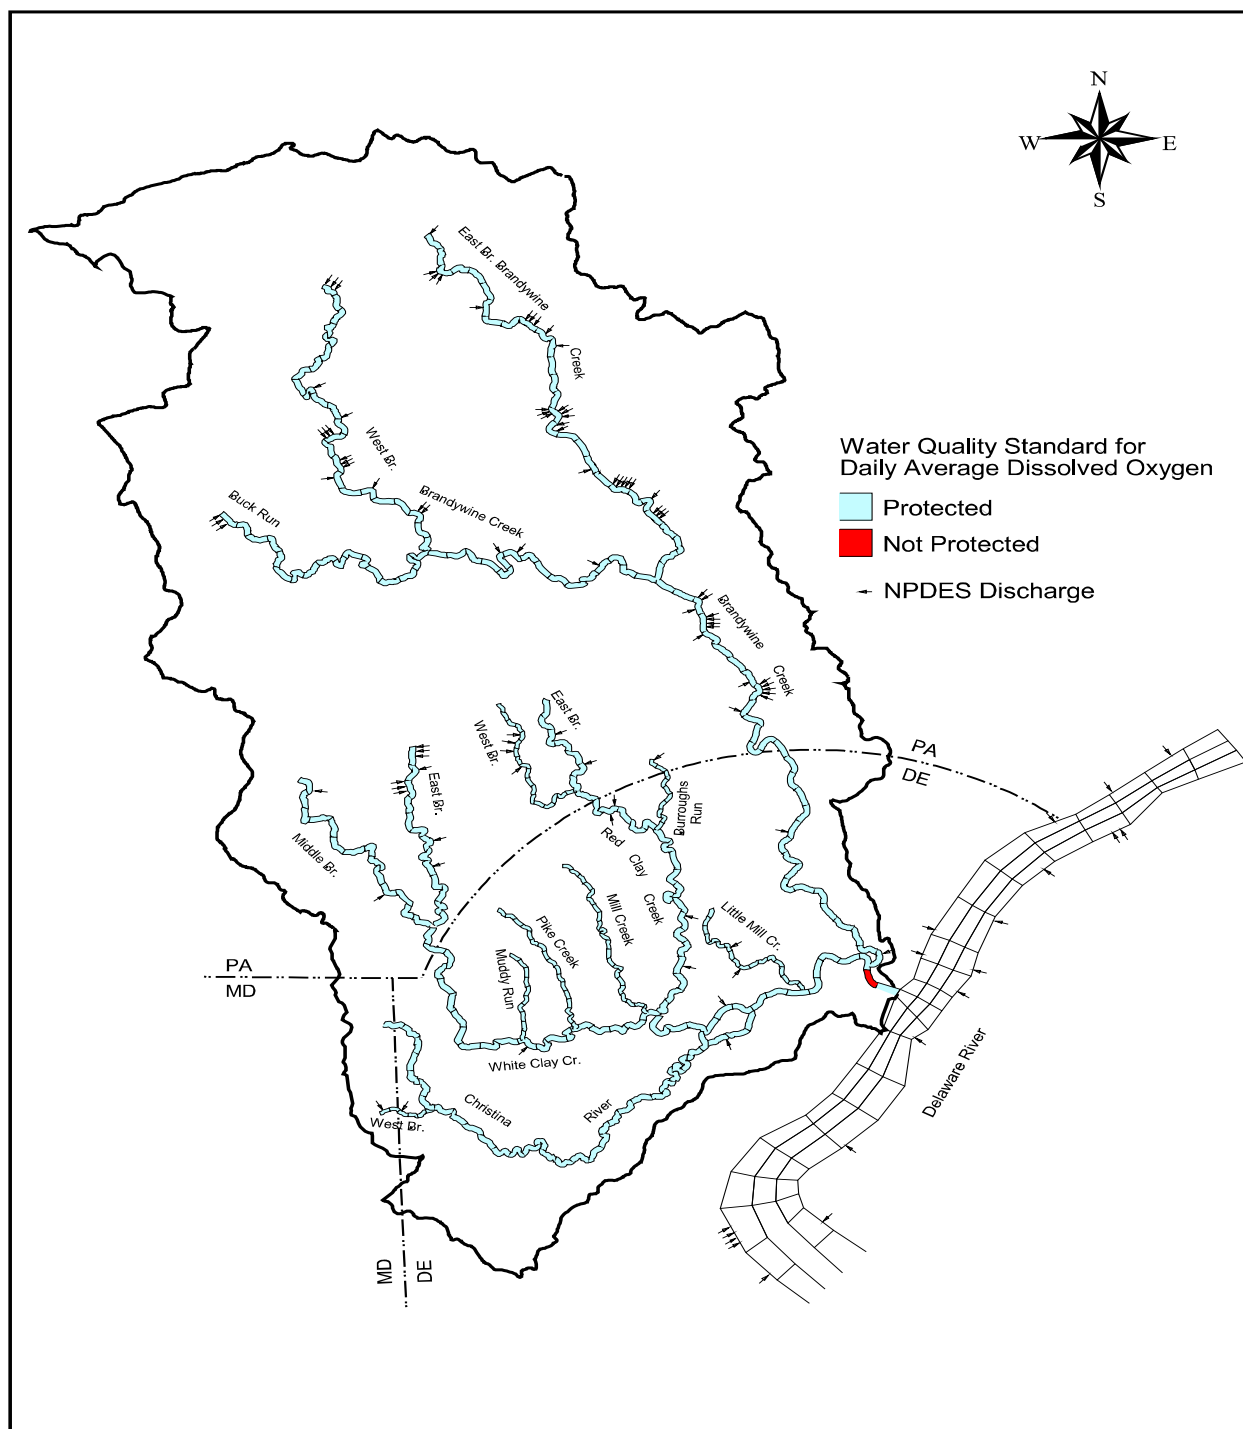 N
W
E
S
East Br. Brandywine
Creek
West Br.
Brandywine Creek
Buck Run
Water Quality Standard for
Daily Average Dissolved Oxygen
Protected
Not Protected
NPDES Discharge
Brandywine
Creek
East Br.
West Br.
East Br.
Middle Br.
Burroughs
Run
Red
Clay
Creek
Mill Creek
Pike Creek
Muddy Run
Little Mill Cr.
PA
DE
PA
MD
White Clay Cr.
Christina
River
West Br.
Delaware River
MD
DE